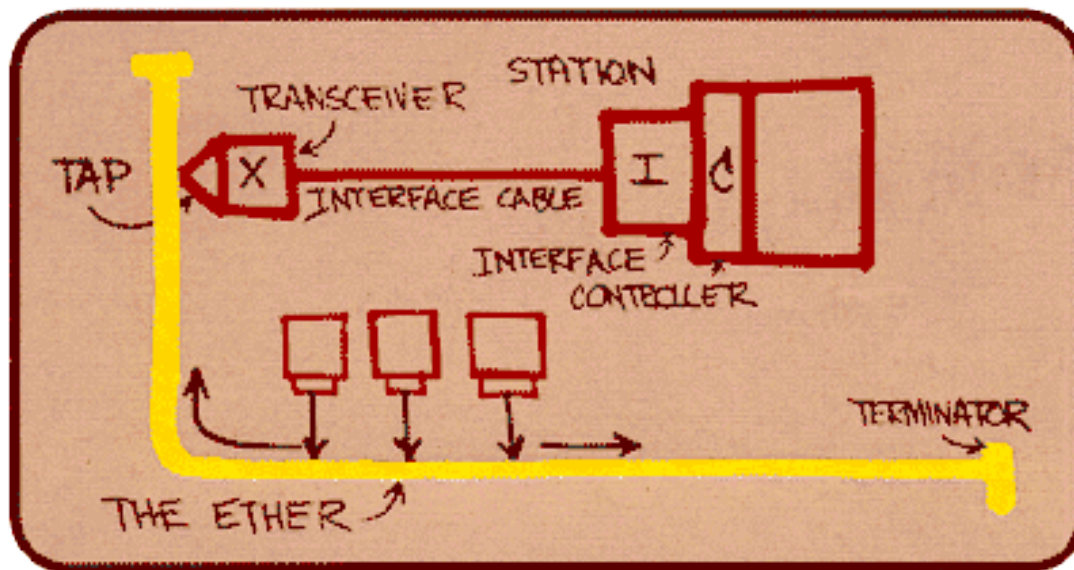 STATION
TRANSCEIVER
TAP
X
I
C
INTERFACE CABLE
INTERFACE
CONTROLLER
TERMINATOR
THE ETHER